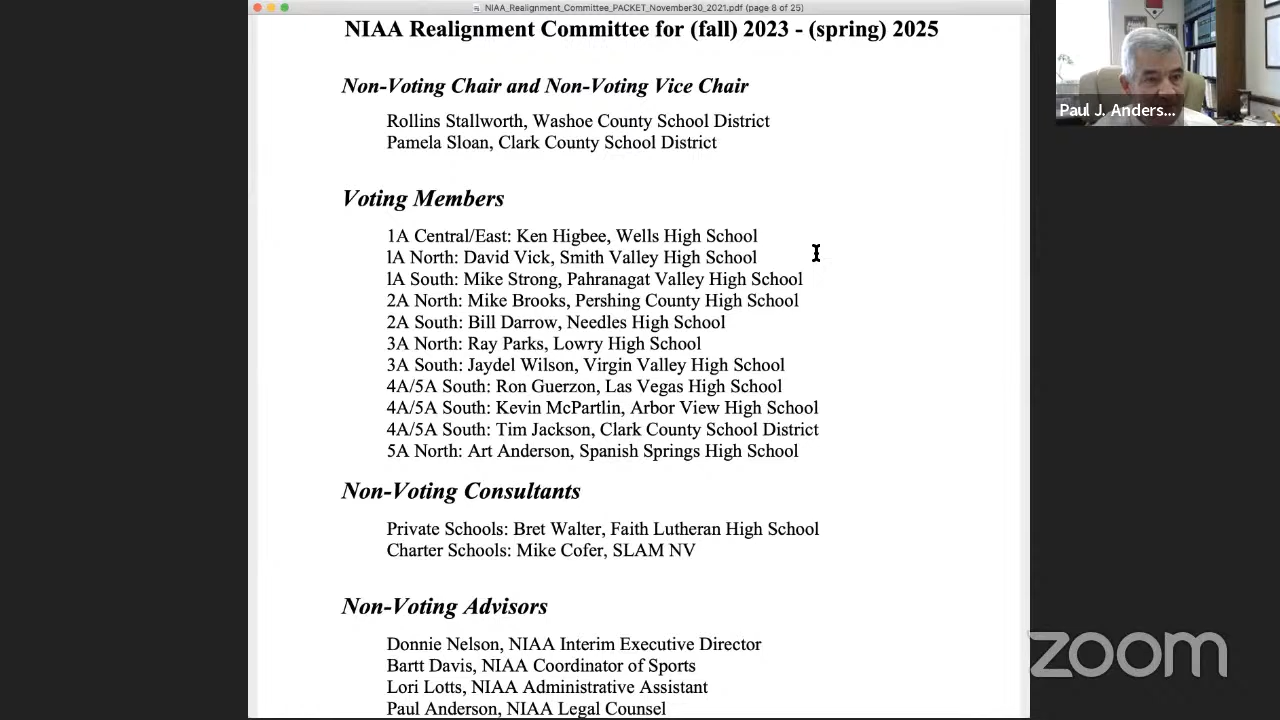 NIAA_Realignment_Committee_PACKET_November30_2021.pdf (page 8 of 25)
NIAA Realignment Committee for (fall) 2023 - (spring) 2025
Non-Voting Chair and Non-Voting Vice Chair
Rollins Stallworth, Washoe County School District
Pamela Sloan, Clark County School District
Voting Members
1A Central/East: Ken Higbee, Wells High School
lA North: David Vick, Smith Valley High School
lA South: Mike Strong, Pahranagat Valley High School
2A North: Mike Brooks, Pershing County High School
2A South: Bill Darrow, Needles High School
3A North: Ray Parks, Lowry High School
3A South: Jaydel Wilson, Virgin Valley High School
4A/5A South: Ron Guerzon, Las Vegas High School
4A/5A South: Kevin McPartlin, Arbor View High School
4A/5A South: Tim Jackson, Clark County School District
5A North: Art Anderson, Spanish Springs High School
Non-Voting Consultants
Private Schools: Bret Walter, Faith Lutheran High School
Charter Schools: Mike Cofer, SLAM NV
Non-Voting Advisors
Donnie Nelson, NIAA Interim Executive Director
Bartt Davis, NIAA Coordinator of Sports
Lori Lotts, NIAA Administrative Assistant
Paul Anderson, NIAA Legal Counsel
Paul J. Anders...
zoom